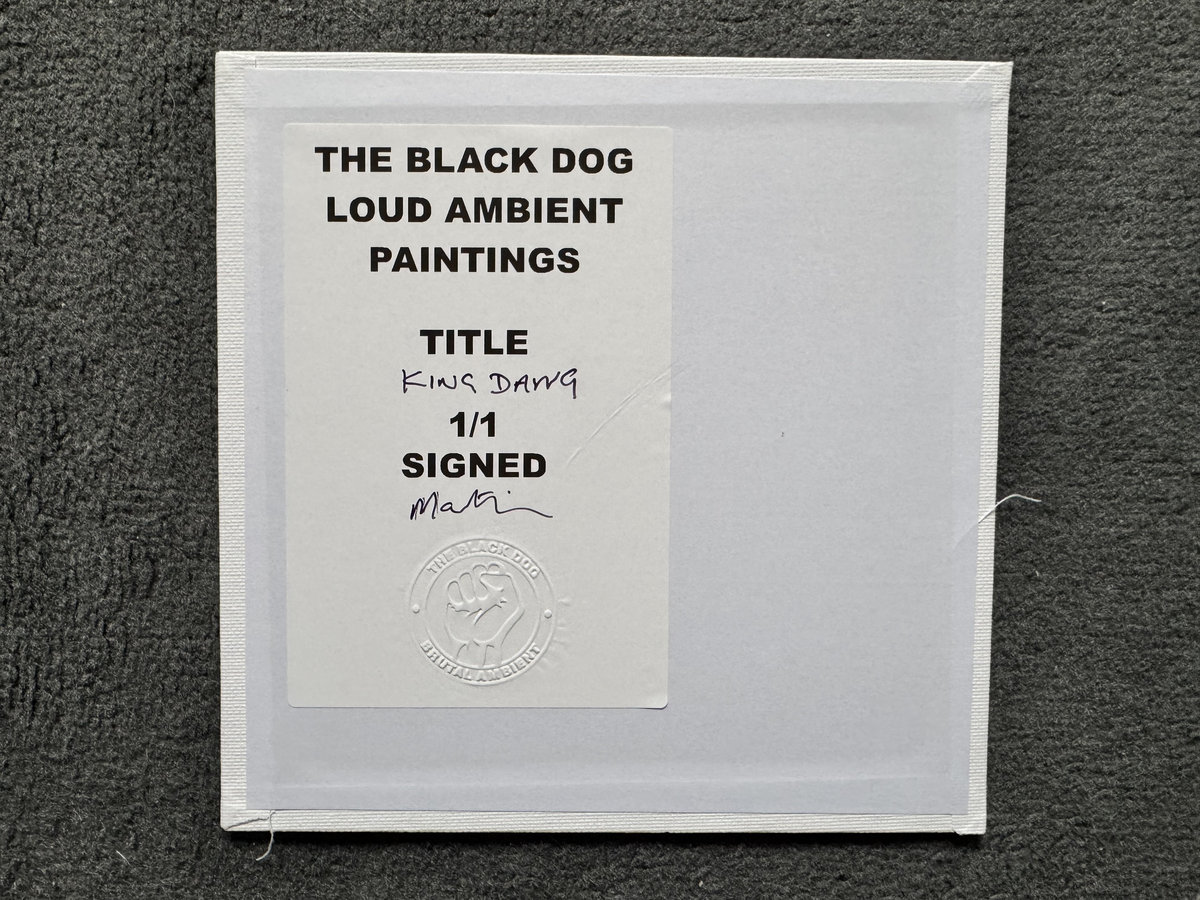 THE BLACK DOG
LOUD AMBIENT
PAINTINGS
TITLE
KING DAWG
1/1
SIGNED
THE BLACK DOG
BRUTAL AMBIENT